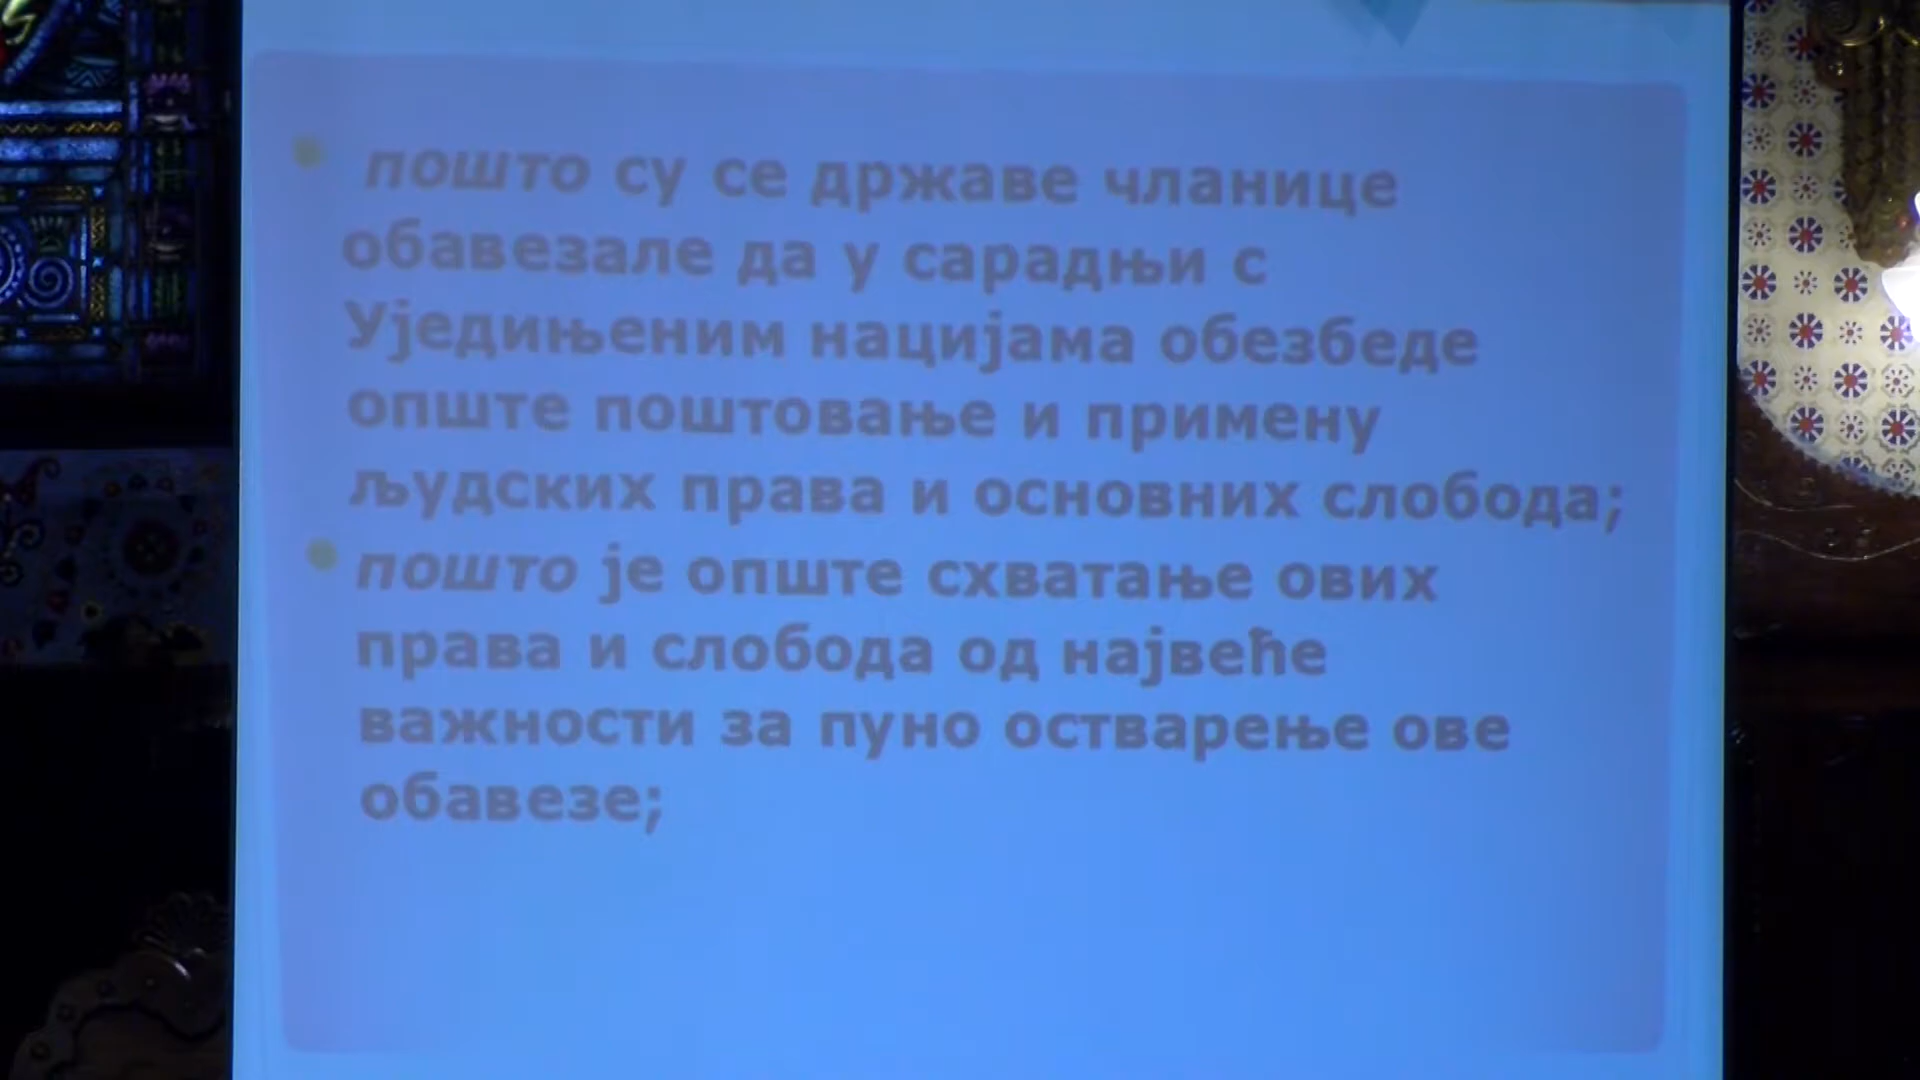 пошто су се државе чланице
обавезале да у сарадњи с
Уједињеним нацијама обезбеде
опште поштовање и примену
људских права и основних слобода;
пошто је опште схватање ових
права и слобода од највеће
важности за пуно остварење ове
обавезе;